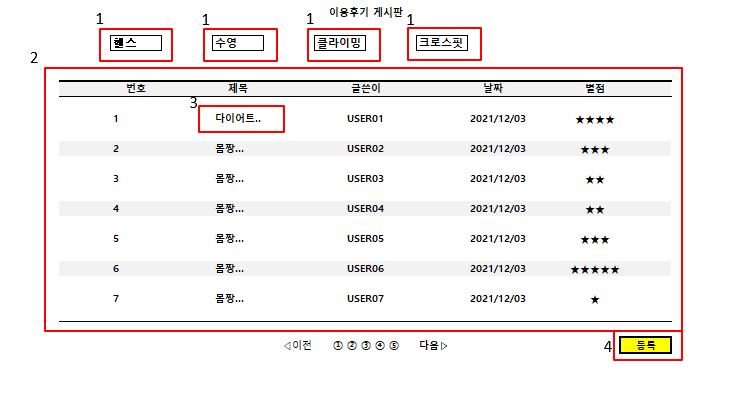 이용후기 게시판
1 1 1 1
헬스 수영 클라이밍 크로스핏
2
번호 제목 글쓴이 날짜 별점
3
1 다이어트.. USER01 2021/12/03 ★★★★
2 몸짱... USER02 2021/12/03 ★★★
3 몸짱... USER03 2021/12/03 ★★
4 몸짱... USER04 2021/12/03 ★★
5 몸짱... USER05 2021/12/03 ★★★
6 몸짱... USER06 2021/12/03 ★★★★★
7 몸짱... USER07 2021/12/03 ★
◁이전 ① ② ③ ④ ⑤ 다음▷ 4 등록